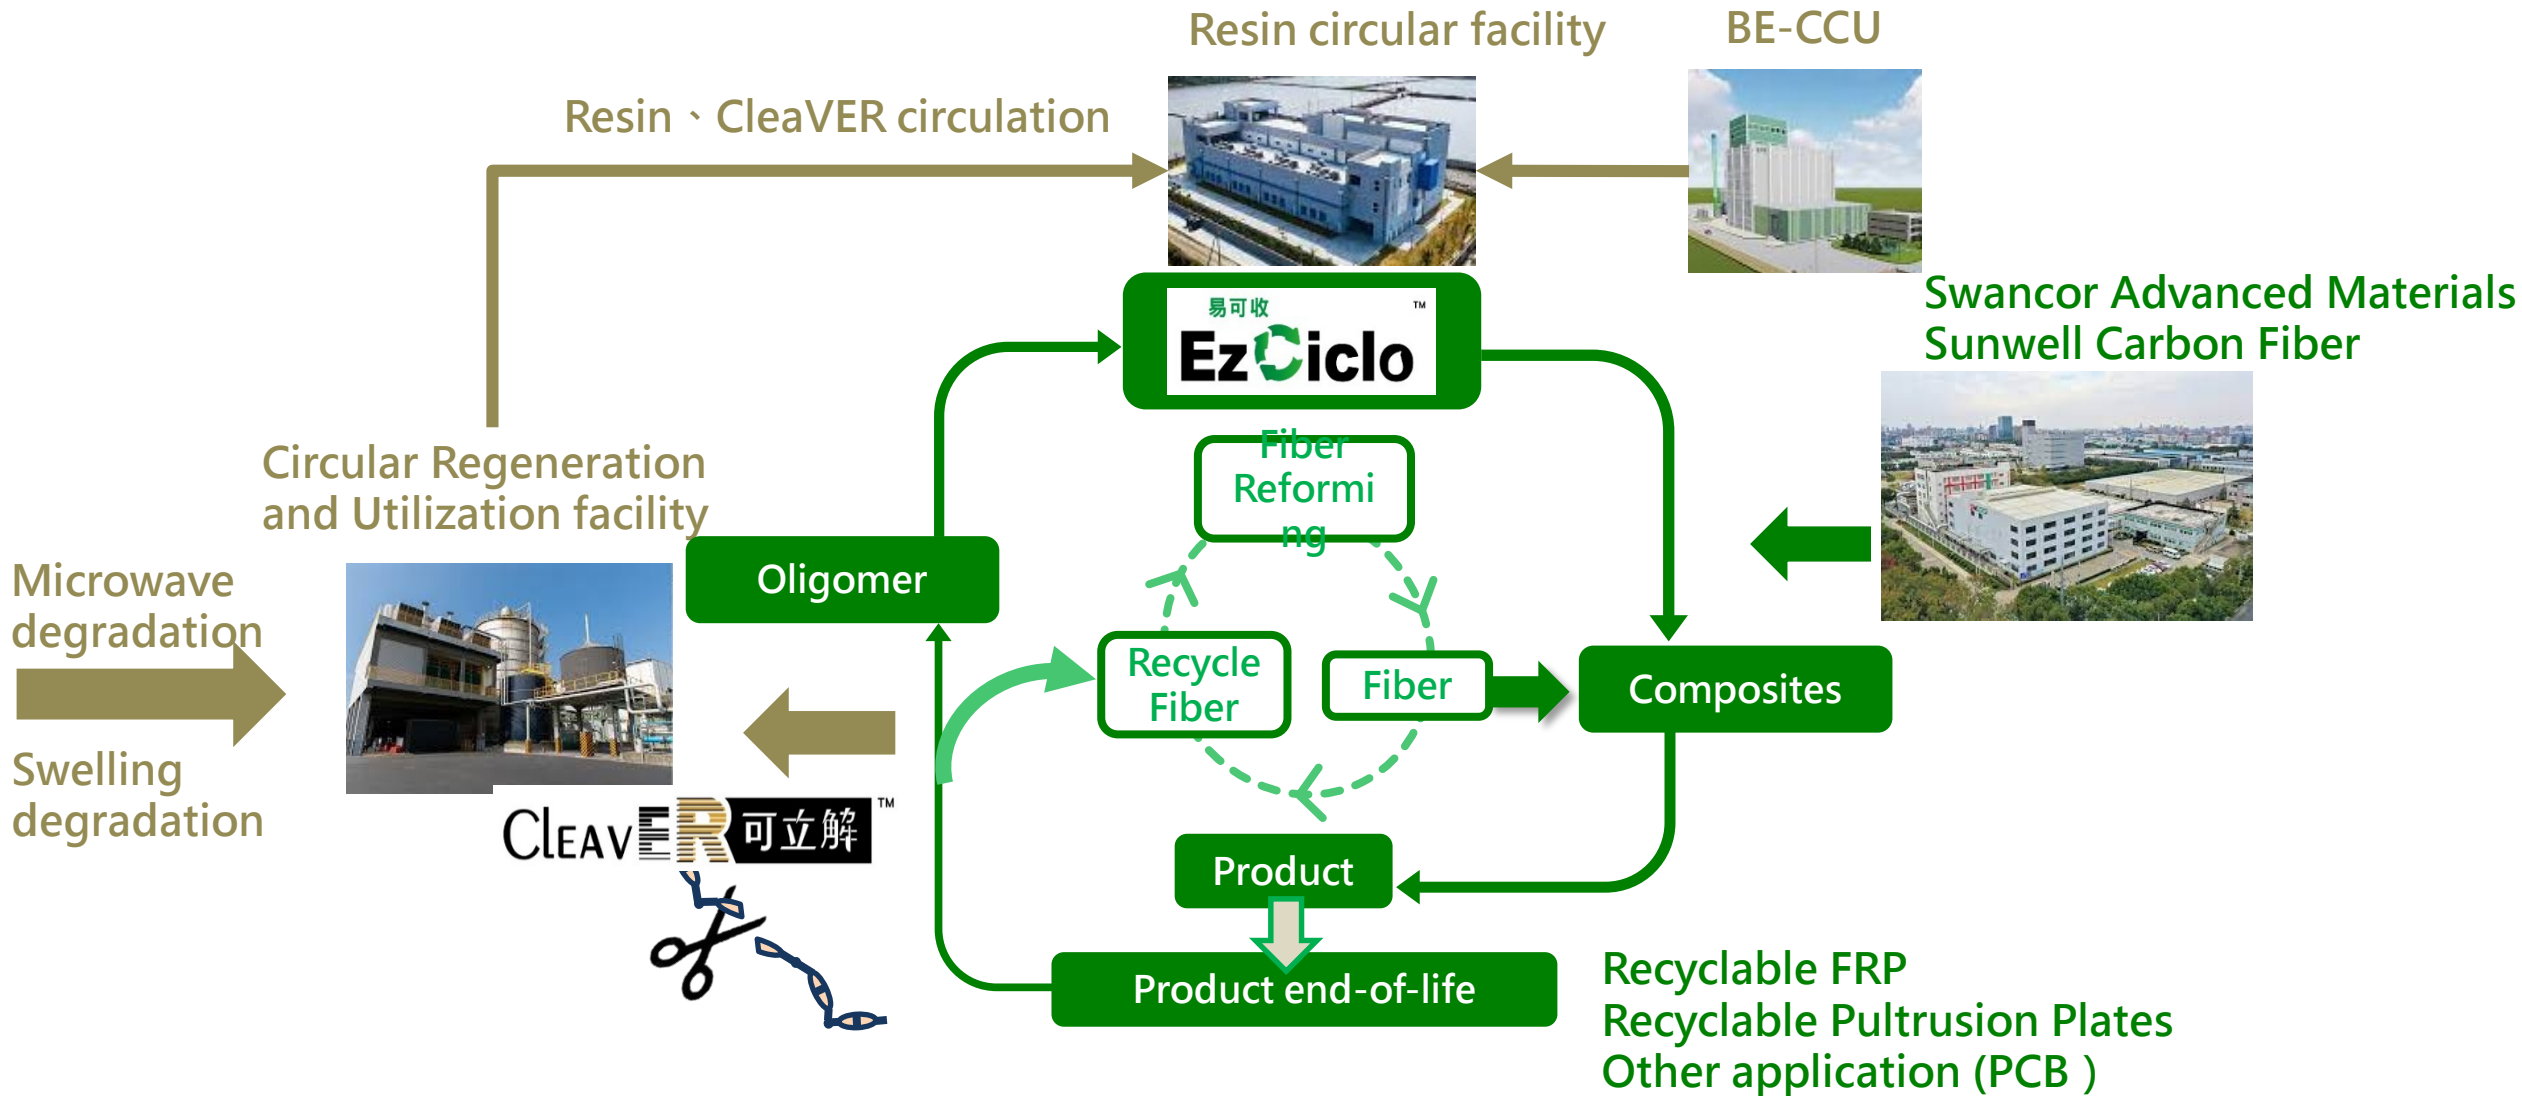 Resin circular facility
BE-CCU
Resin、CleaVER circulation
易可收
TM
EzCiclo
Swancor Advanced Materials
Sunwell Carbon Fiber
Circular Regeneration
and Utilization facility
Fiber
Reformi
ng
Oligomer
Microwave
degradation
Recycle
Fiber
Fiber
Composites
Swelling
degradation
CLEAVER可立解
TM
Product
Product end-of-life
Recyclable FRP
Recyclable Pultrusion Plates
Other application (PCB )